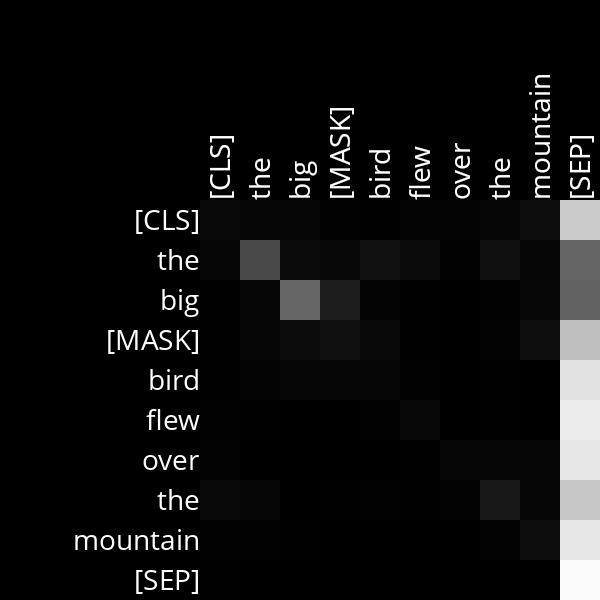 [CLS]
the
big
[MASK]
bird
flew
over
the
mountain
[SEP]
[CLS]
the
big
[MASK]
bird
flew
over
the
mountain
[SEP]